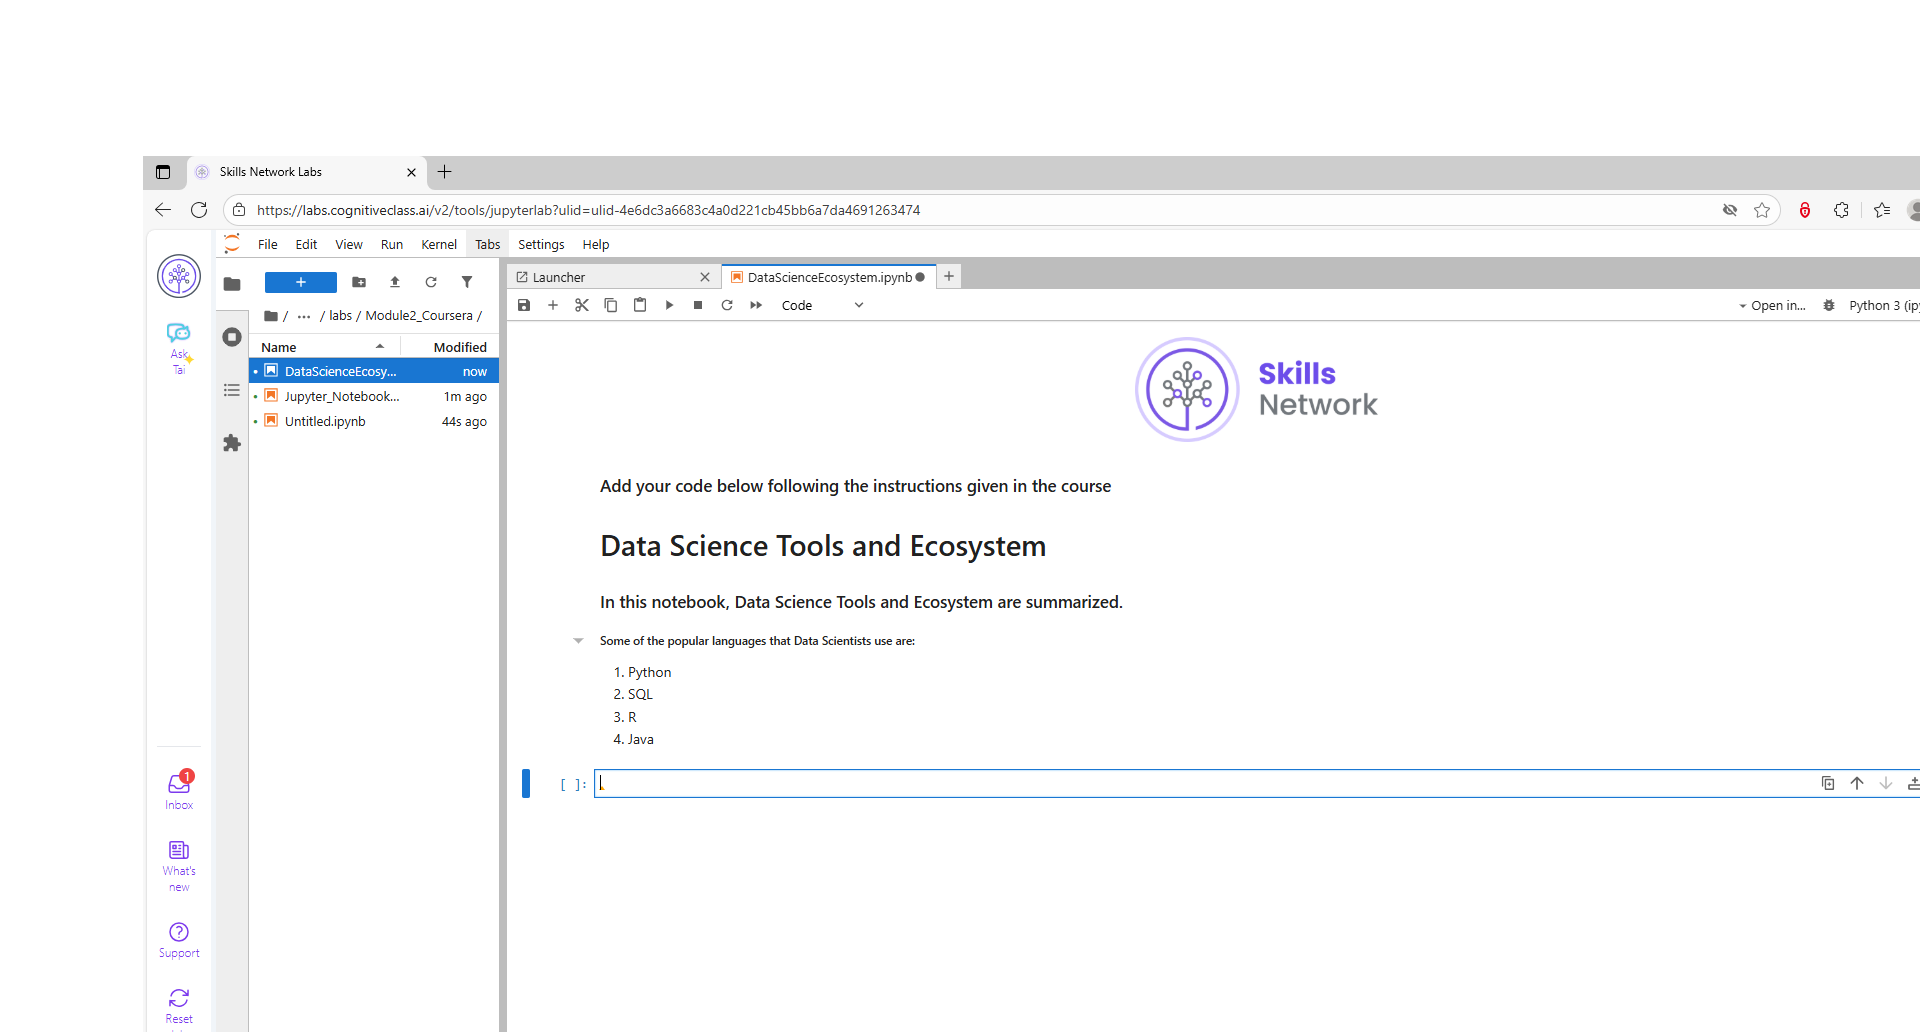 Skills Network Labs
https://labs.cognitiveclass.ai/v2/tools/jupyterlab?ulid=ulid-4e6dc3a6683c4a0d221cb45bb6a7da4691263474
File Edit View Run Kernel Tabs Settings Help
Ask
Tai
+
/ ... / labs / Module2_Coursera /
Name Modified
DataScienceEcosy... now
Jupyter_Notebook... 1m ago
Untitled.ipynb 44s ago
Launcher
DataScienceEcosystem.ipynb
Code
Open in...
Python 3 (ipy
Skills
Network
Add your code below following the instructions given in the course
Data Science Tools and Ecosystem
In this notebook, Data Science Tools and Ecosystem are summarized.
Some of the popular languages that Data Scientists use are:
1. Python
2. SQL
3. R
4. Java
[ ]:
1
Inbox
What's
new
Support
Reset